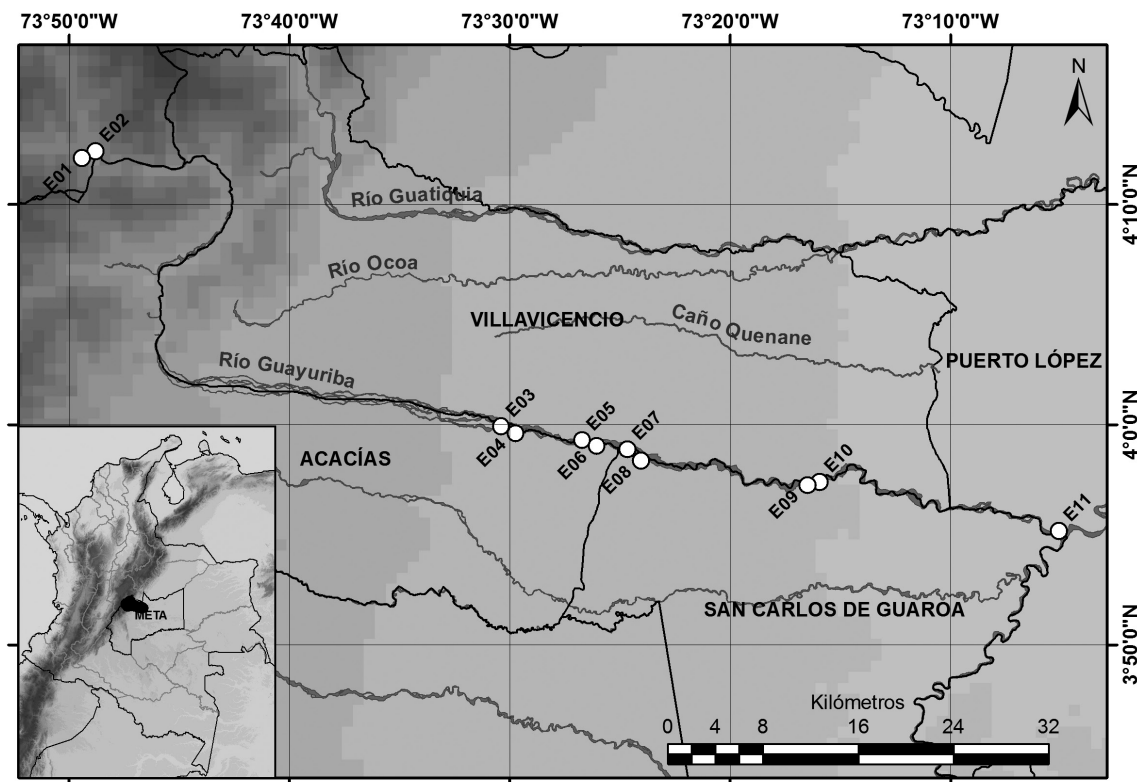 73°50'0"W 73°40'0"W 73°30'0"W 73°20'0"W 73°10'0"W
N
E02
E01
4°10'0"N
Río Guatiquia
Río Ocoa
VILLAVICENCIO
Caño Quenane
PUERTO LÓPEZ
Río Guayuriba
E03
E04
E05
E06
E07
E08
4°0'0"N
ACACÍAS
E09
E10
E11
META
SAN CARLOS DE GUAROA
3°50'0"N
Kilómetros
0 2 4 8 16 24 32